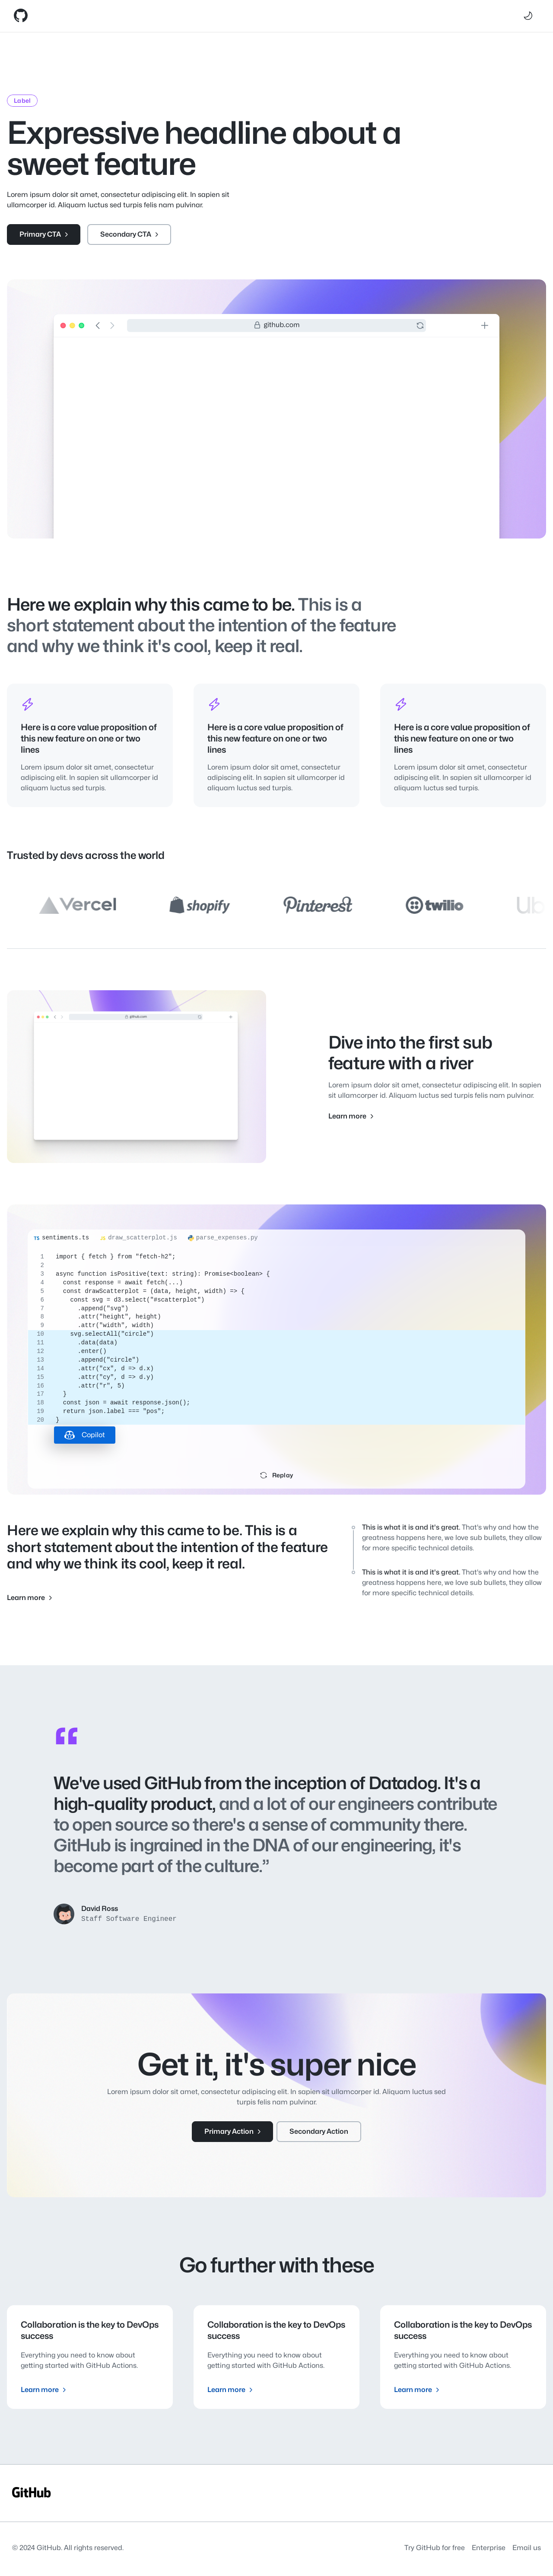 Label
Expressive headline about a
sweet feature
Lorem ipsum dolor sit amet, consectetur adipiscing elit. In sapien sit
ullamcorper id. Aliquam luctus sed turpis felis nam pulvinar.
Primary CTA
Secondary CTA
github.com
Here we explain why this came to be. This is a
short statement about the intention of the feature
and why we think it's cool, keep it real.
Here is a core value proposition of
this new feature on one or two
lines
Lorem ipsum dolor sit amet, consectetur
adipiscing elit. In sapien sit ullamcorper id
aliquam luctus sed turpis.
Here is a core value proposition of
this new feature on one or two
lines
Lorem ipsum dolor sit amet, consectetur
adipiscing elit. In sapien sit ullamcorper id
aliquam luctus sed turpis.
Here is a core value proposition of
this new feature on one or two
lines
Lorem ipsum dolor sit amet, consectetur
adipiscing elit. In sapien sit ullamcorper id
aliquam luctus sed turpis.
Trusted by devs across the world
Vercel
shopify
Pinterest
twilio
Ub
github.com
Dive into the first sub
feature with a river
Lorem ipsum dolor sit amet, consectetur adipiscing elit. In sapien
sit ullamcorper id. Aliquam luctus sed turpis felis nam pulvinar.
Learn more
TS sentiments.ts JS draw_scatterplot.js parse_expenses.py
1 import { fetch } from "fetch-h2";
2
3 async function isPositive(text: string): Promise<boolean> {
4 const response = await fetch(...)
5 const drawScatterplot = (data, height, width) => {
6 const svg = d3.select("#scatterplot")
7 .append("svg")
8 .attr("height", height)
9 .attr("width", width)
10 svg.selectAll("circle")
11 .data(data)
12 .enter()
13 .append("circle")
14 .attr("cx", d => d.x)
15 .attr("cy", d => d.y)
16 .attr("r", 5)
17 }
18 const json = await response.json();
19 return json.label === "pos";
20 }
Copilot
Replay
Here we explain why this came to be. This is a
short statement about the intention of the feature
and why we think its cool, keep it real.
Learn more
This is what it is and it's great. That's why and how the
greatness happens here, we love sub bullets, they allow
for more specific technical details.
This is what it is and it's great. That's why and how the
greatness happens here, we love sub bullets, they allow
for more specific technical details.
“
We've used GitHub from the inception of Datadog. It's a
high-quality product, and a lot of our engineers contribute
to open source so there's a sense of community there.
GitHub is ingrained in the DNA of our engineering, it's
become part of the culture.”
David Ross
Staff Software Engineer
Get it, it's super nice
Lorem ipsum dolor sit amet, consectetur adipiscing elit. In sapien sit ullamcorper id. Aliquam luctus sed
turpis felis nam pulvinar.
Primary Action
Secondary Action
Go further with these
Collaboration is the key to DevOps
success
Everything you need to know about
getting started with GitHub Actions.
Learn more
Collaboration is the key to DevOps
success
Everything you need to know about
getting started with GitHub Actions.
Learn more
Collaboration is the key to DevOps
success
Everything you need to know about
getting started with GitHub Actions.
Learn more
GitHub
© 2024 GitHub. All rights reserved.
Try GitHub for free Enterprise Email us